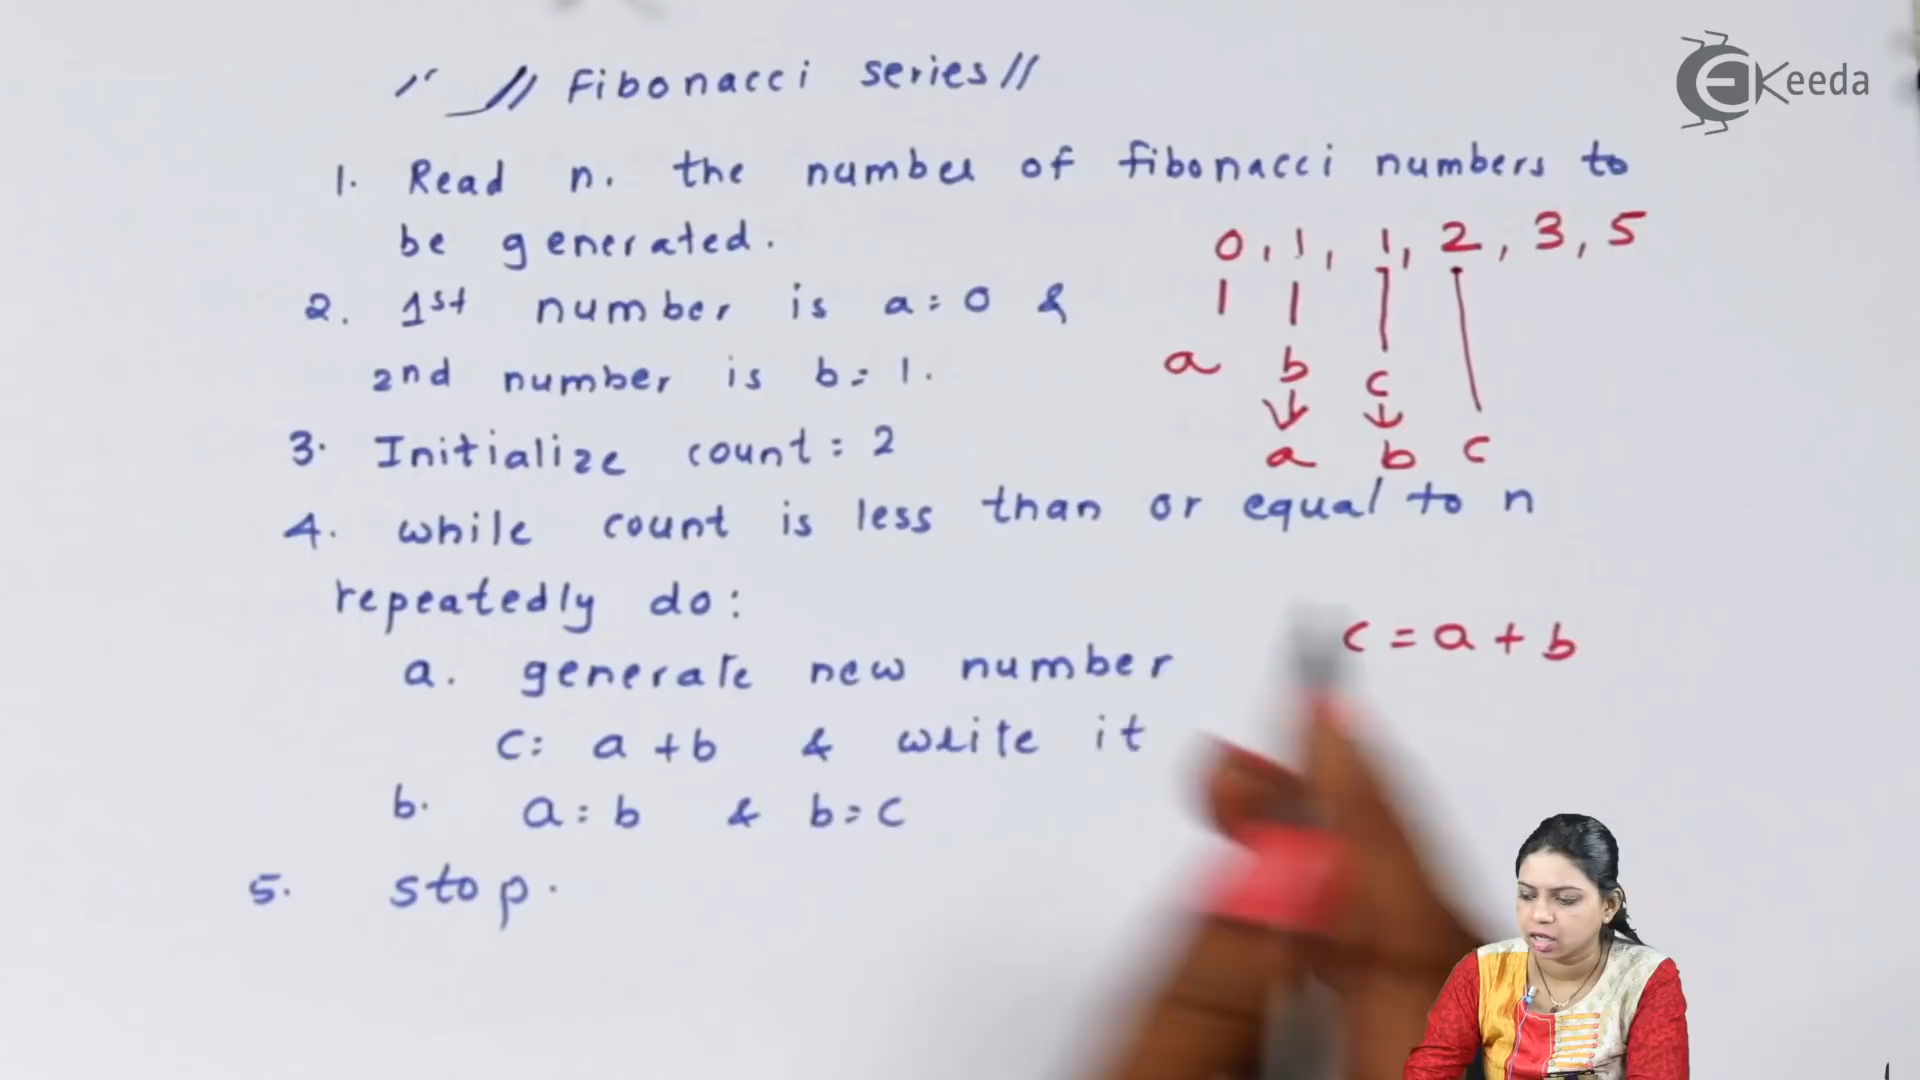 // Fibonacci series //
EKeeda
1. Read n. the number of fibonacci numbers to
be generated.
0, 1, 1, 2, 3, 5
2. 1st number is a = 0 &
2nd number is b = 1.
a b c
3. Initialize count = 2
a b c
4. while count is less than or equal to n
repeatedly do:
c = a + b
a. generate new number
c = a + b & write it
b. a = b & b = c
5. stop.